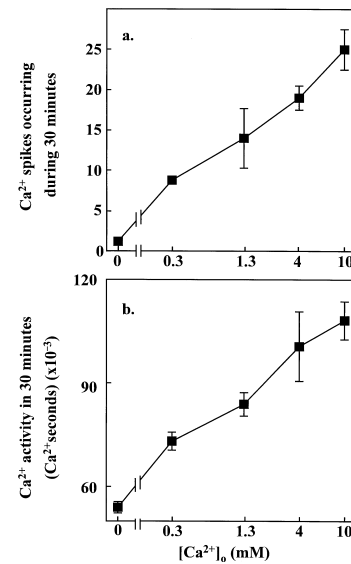 a.
Ca²⁺ spikes occurring
during 30 minutes
25
20
15
10
5
0
0 0.3 1.3 4 10
b.
Ca²⁺ activity in 30 minutes
(Ca²⁺seconds) (x10⁻³)
120
90
60
0 0.3 1.3 4 10
[Ca²⁺]ₒ (mM)